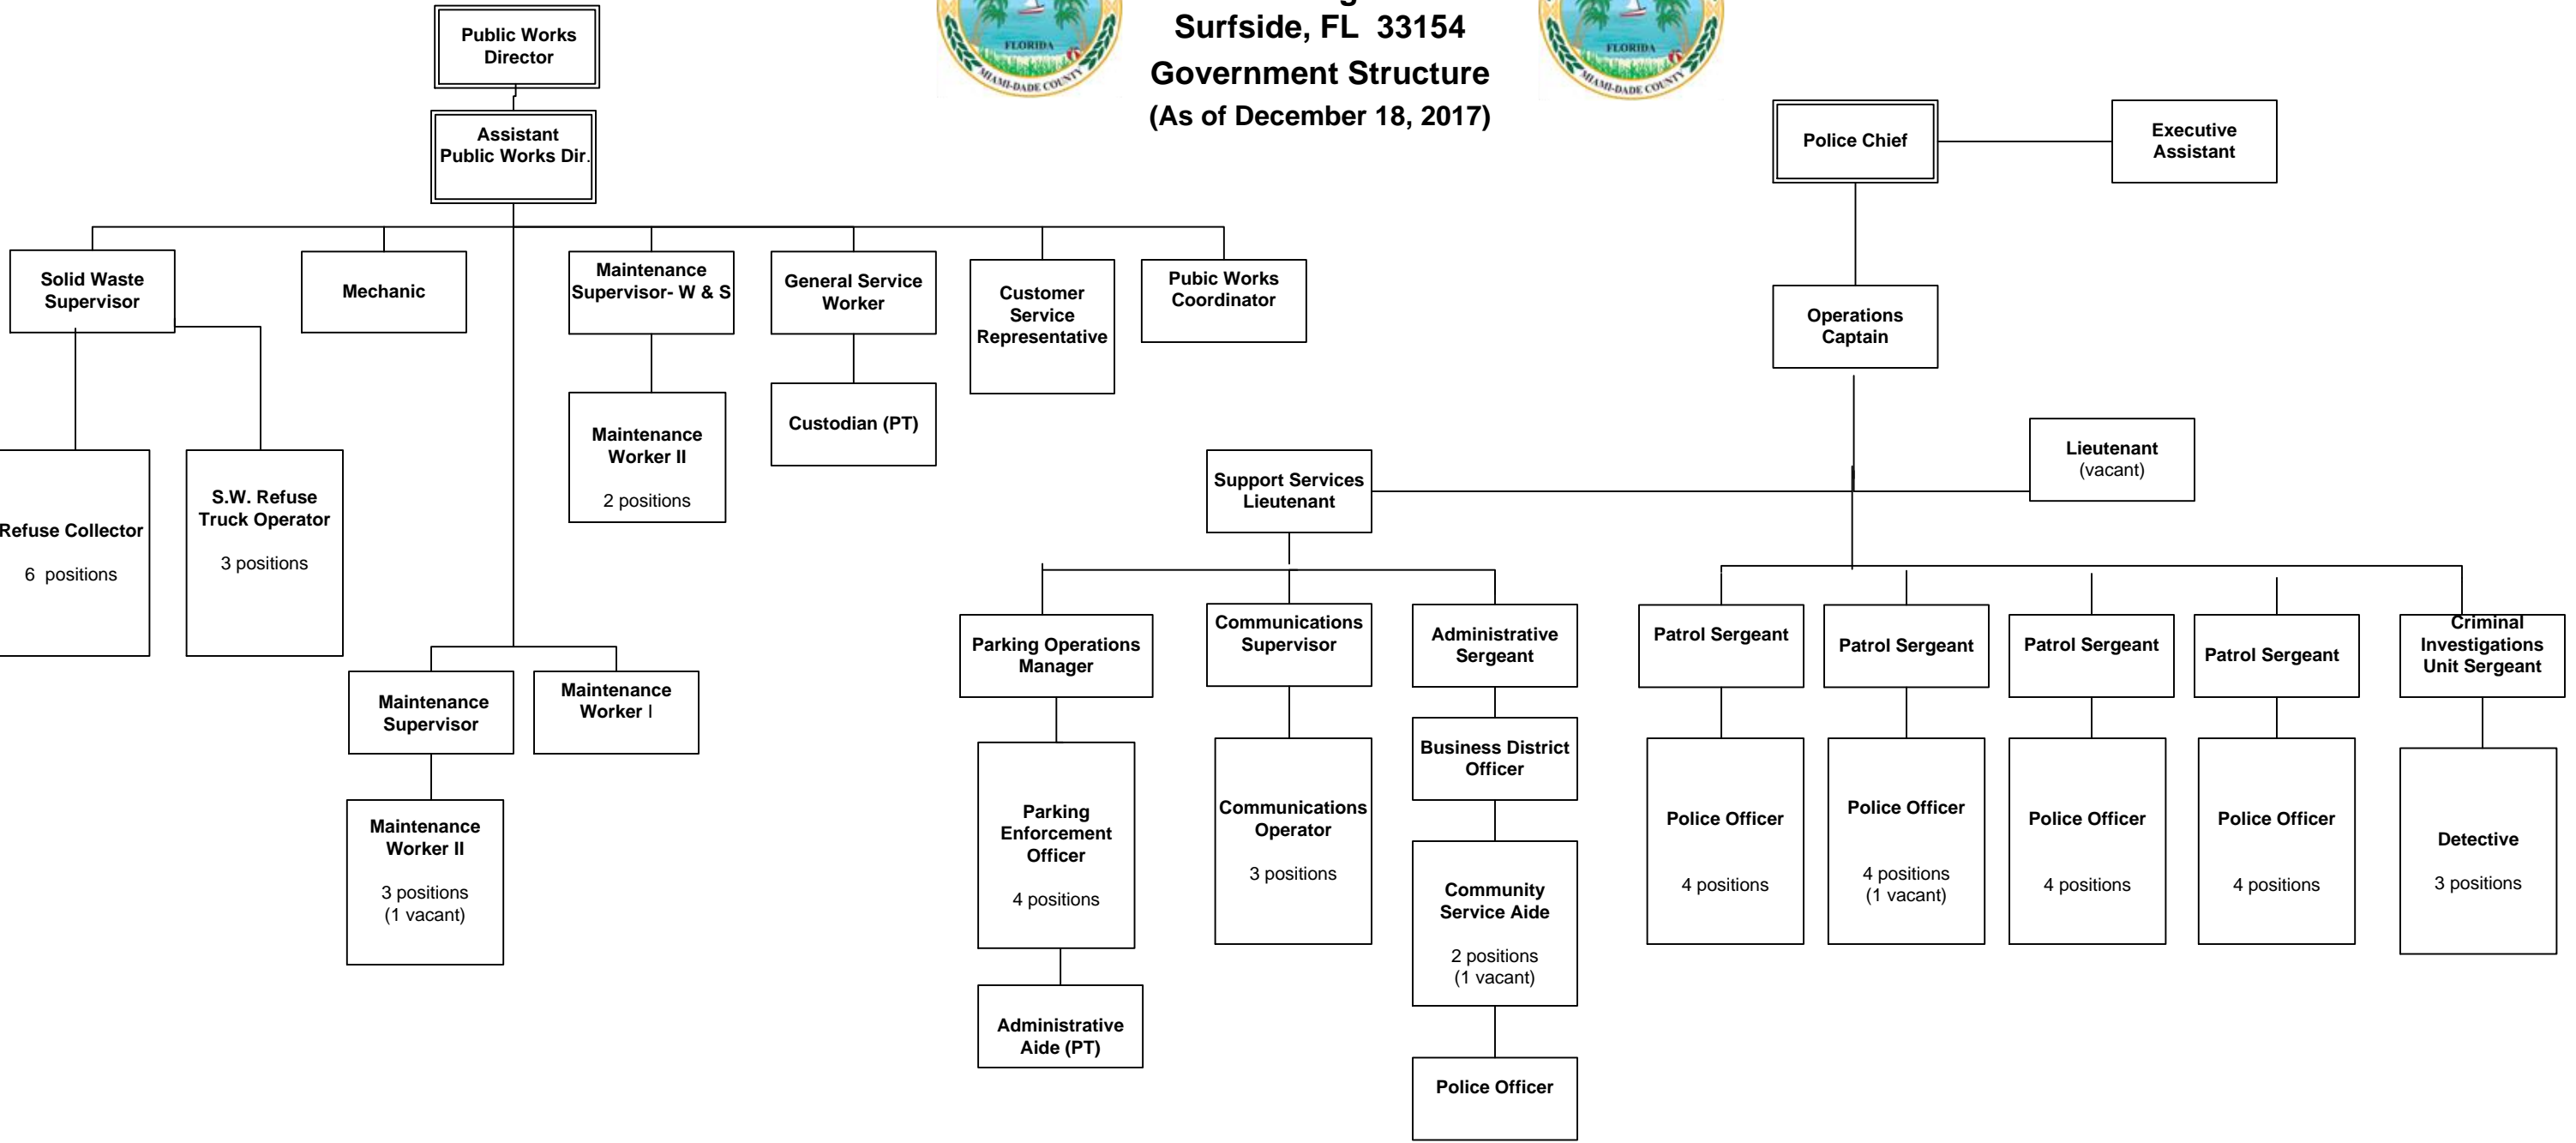 Surfside, FL  33154
Government Structure
(As of December 18, 2017)
FLORIDA
MIAMI-DADE COUNTY
FLORIDA
MIAMI-DADE COUNTY
Public Works
Director
Assistant
Public Works Dir.
Solid Waste
Supervisor
Mechanic
Maintenance
Supervisor- W & S
General Service
Worker
Customer
Service
Representative
Pubic Works
Coordinator
Refuse Collector
6  positions
S.W. Refuse
Truck Operator
3 positions
Maintenance
Worker II
2 positions
Custodian (PT)
Maintenance
Supervisor
Maintenance
Worker I
Maintenance
Worker II
3 positions
(1 vacant)
Police Chief
Executive
Assistant
Operations
Captain
Support Services
Lieutenant
Lieutenant
(vacant)
Parking Operations
Manager
Communications
Supervisor
Administrative
Sergeant
Patrol Sergeant
Patrol Sergeant
Patrol Sergeant
Patrol Sergeant
Criminal
Investigations
Unit Sergeant
Parking
Enforcement
Officer
4 positions
Communications
Operator
3 positions
Business District
Officer
Community
Service Aide
2 positions
(1 vacant)
Police Officer
4 positions
Police Officer
4 positions
(1 vacant)
Police Officer
4 positions
Police Officer
4 positions
Detective
3 positions
Administrative
Aide (PT)
Police Officer